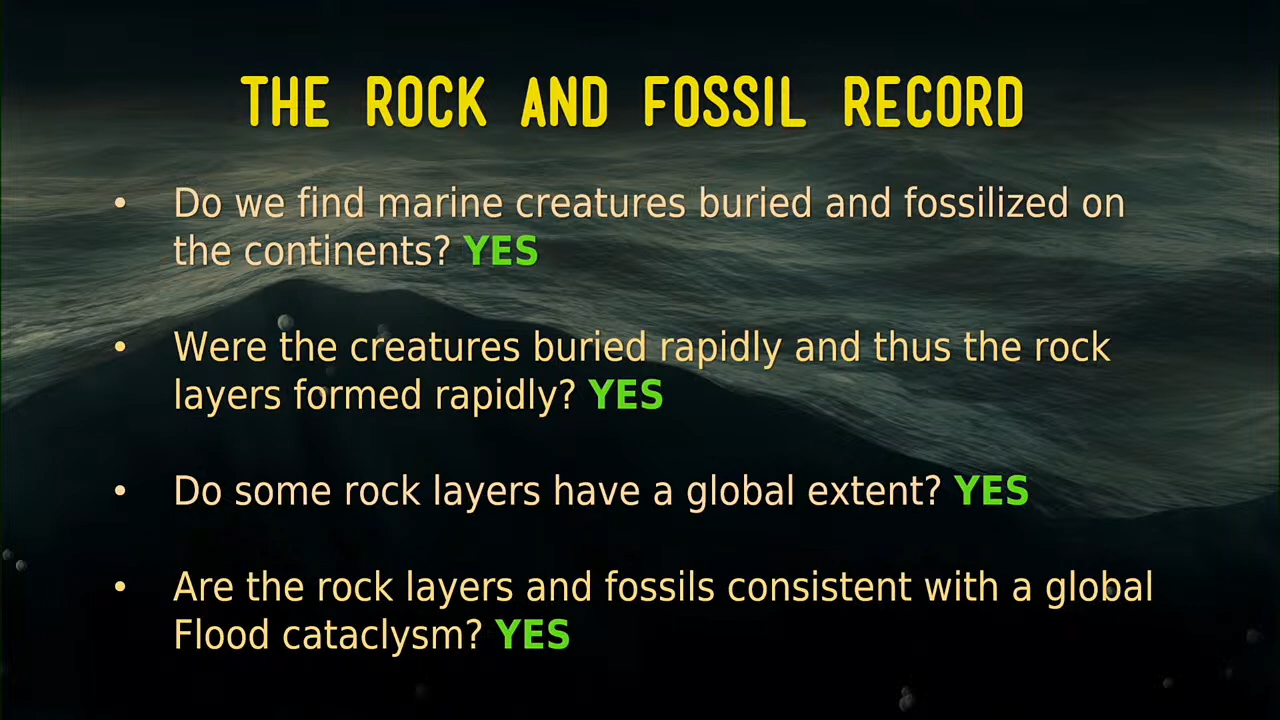 THE ROCK AND FOSSIL RECORD
• Do we find marine creatures buried and fossilized on
the continents? YES
• Were the creatures buried rapidly and thus the rock
layers formed rapidly? YES
• Do some rock layers have a global extent? YES
• Are the rock layers and fossils consistent with a global
Flood cataclysm? YES